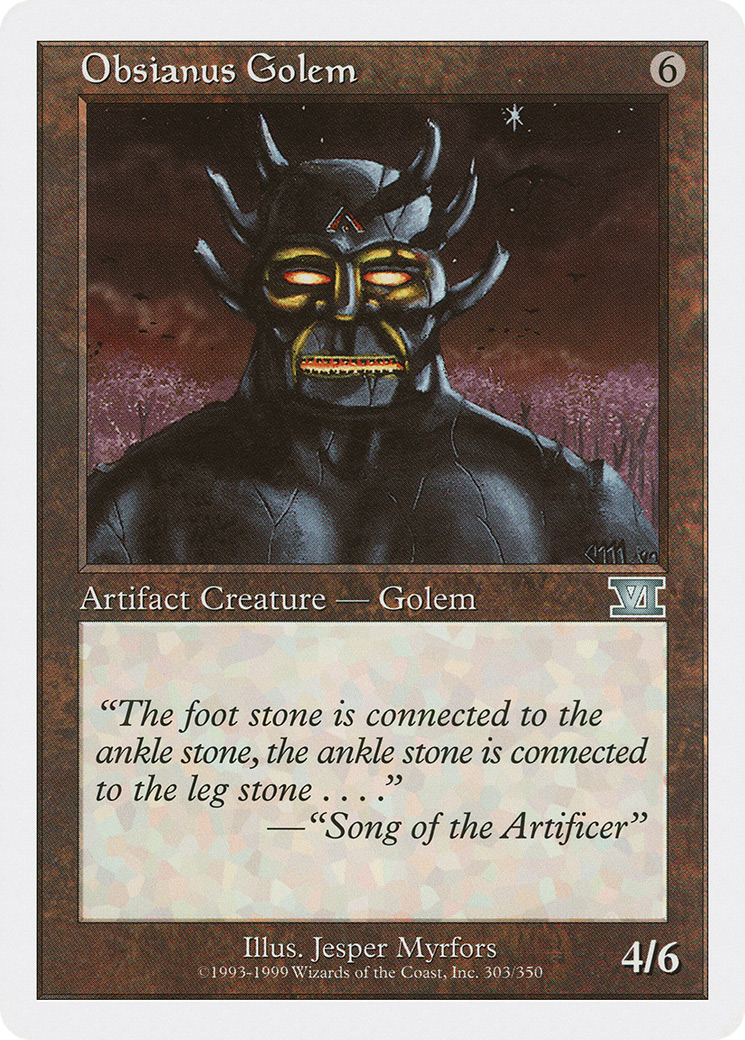 Obsianus Golem
6
Artifact Creature — Golem
VI
“The foot stone is connected to the
ankle stone, the ankle stone is connected
to the leg stone . . . .”
—“Song of the Artificer”
Illus. Jesper Myrfors
©1993-1999 Wizards of the Coast, Inc. 303/350
4/6